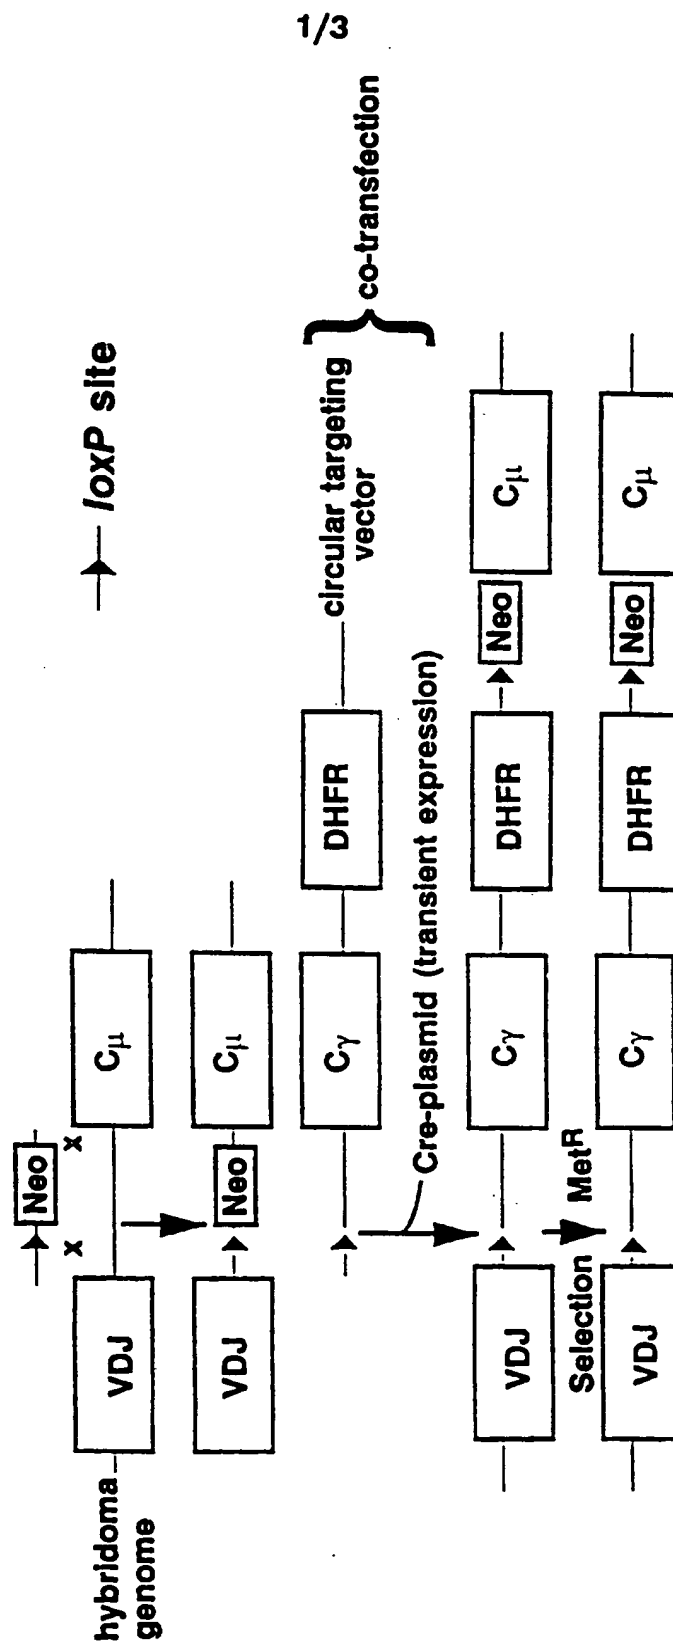 1/3
loxP site
Neo
x x
hybridoma
genome
VDJ Cμ
VDJ Neo Cμ
Cγ DHFR circular targeting
vector
co-transfection
Cre-plasmid (transient expression)
VDJ Cγ DHFR Neo Cμ
Selection MetR
VDJ Cγ DHFR Neo Cμ